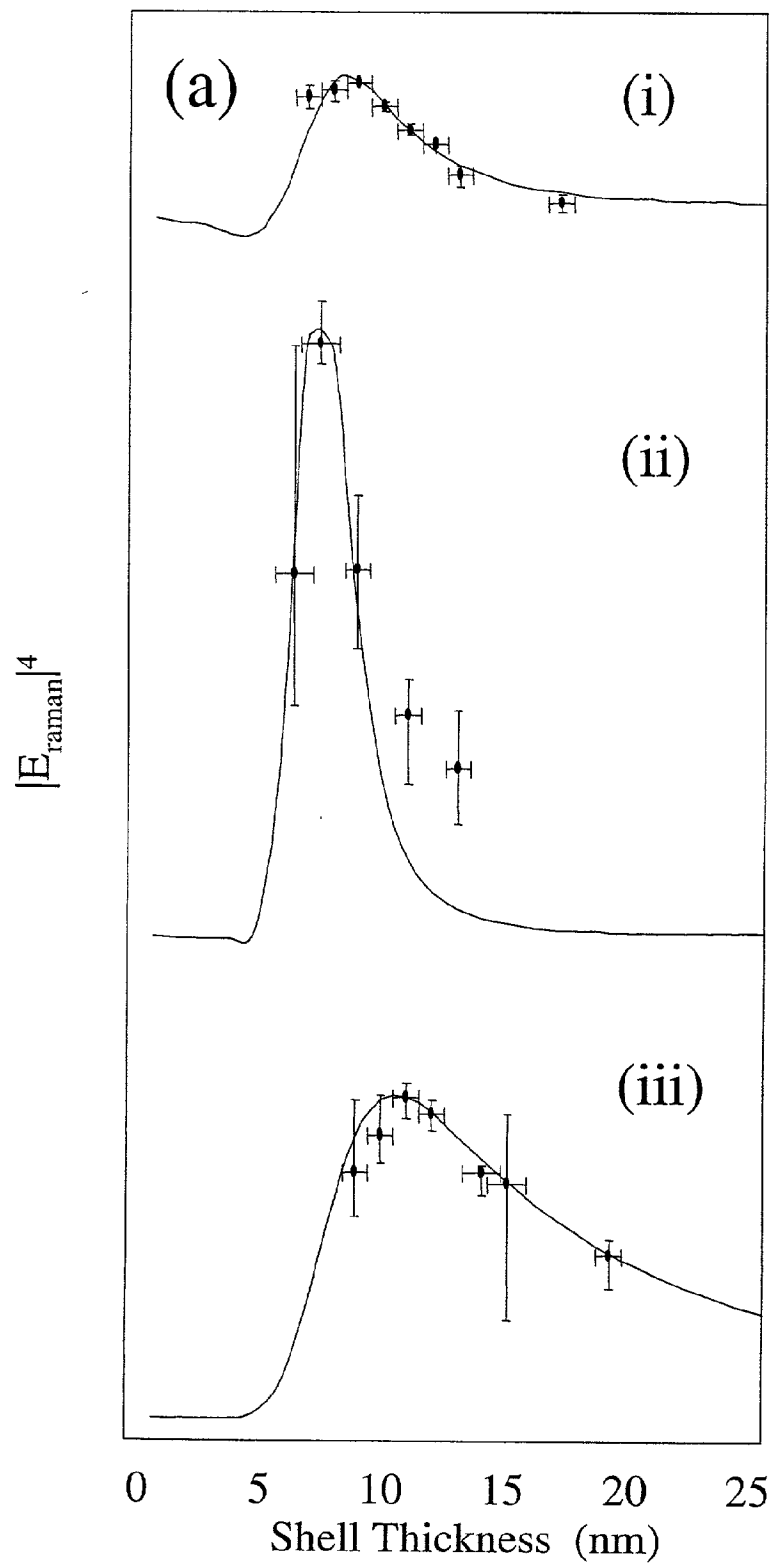 (a)
(i)
(ii)
|E_raman|^4
(iii)
0 5 10 15 20 25
Shell Thickness (nm)